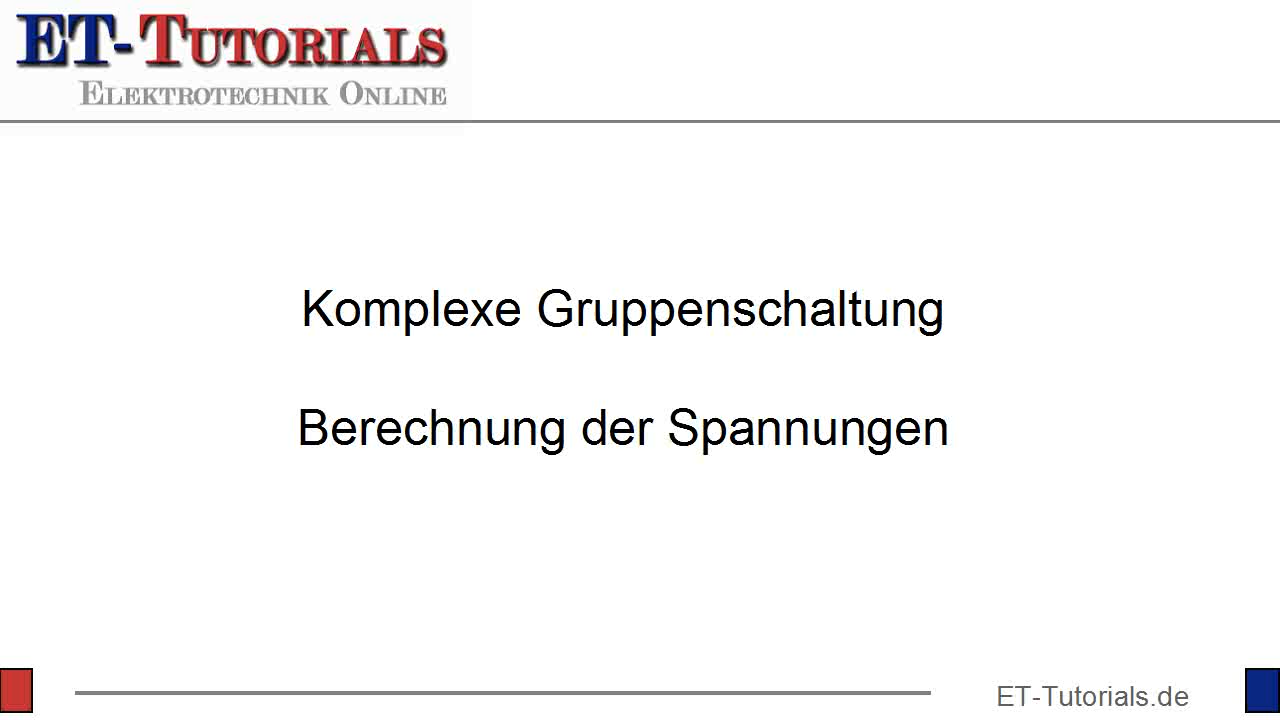 ET-Tutorials
Elektrotechnik Online
Komplexe Gruppenschaltung
Berechnung der Spannungen
ET-Tutorials.de